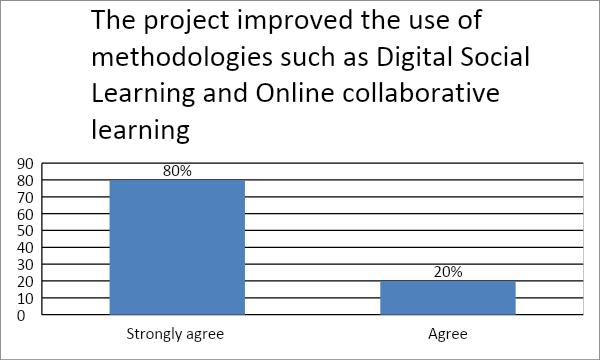 The project improved the use of
methodologies such as Digital Social
Learning and Online collaborative
learning
90
80
70
60
50
40
30
20
10
0
80%
20%
Strongly agree
Agree